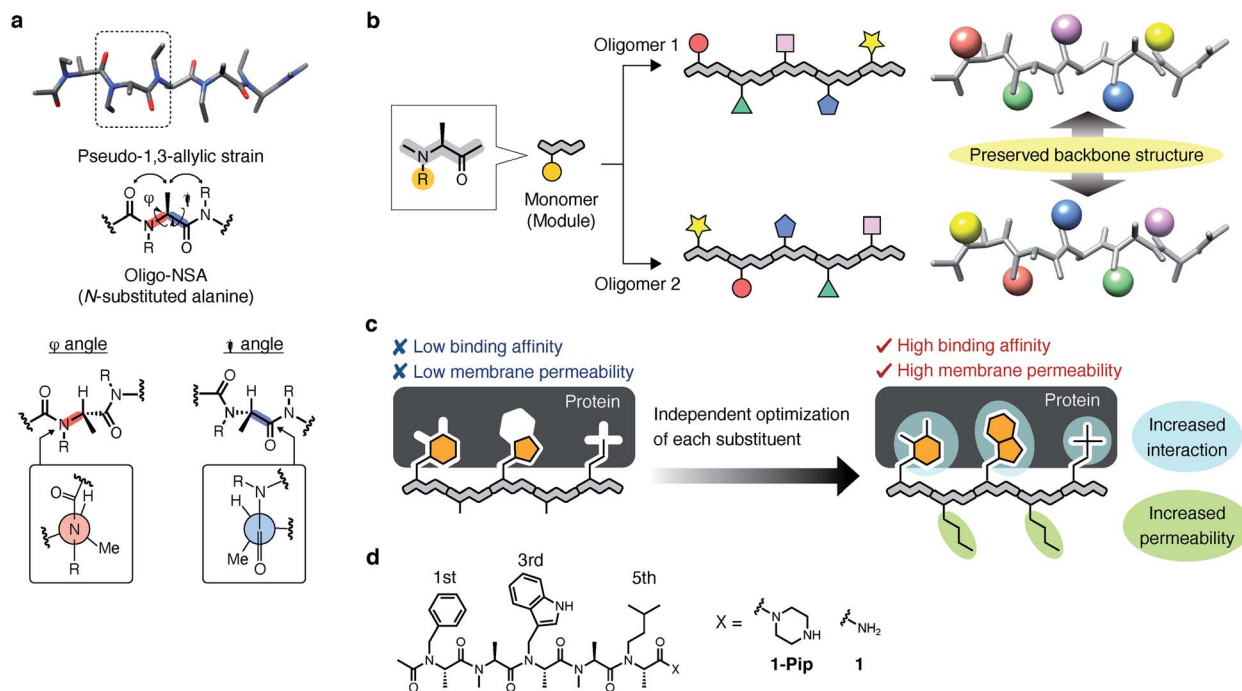 a
Pseudo-1,3-allylic strain
O
φ
ψ
R
N
N
R
O
Oligo-NSA
(N-substituted alanine)
φ angle
ψ angle
O
H
R
N
N
R
O
O
H
R
N
N
R
O
O
H
N
Me
R
R
N
H
Me
O
b
N
R
O
Monomer
(Module)
Oligomer 1
Oligomer 2
Preserved backbone structure
c
✘ Low binding affinity
✘ Low membrane permeability
Protein
Independent optimization
of each substituent
✓ High binding affinity
✓ High membrane permeability
Protein
Increased
interaction
Increased
permeability
d
1st
3rd
5th
NH
O
N
O
N
O
N
O
N
O
N
O
X
X =
N
NH
1-Pip
NH2
1